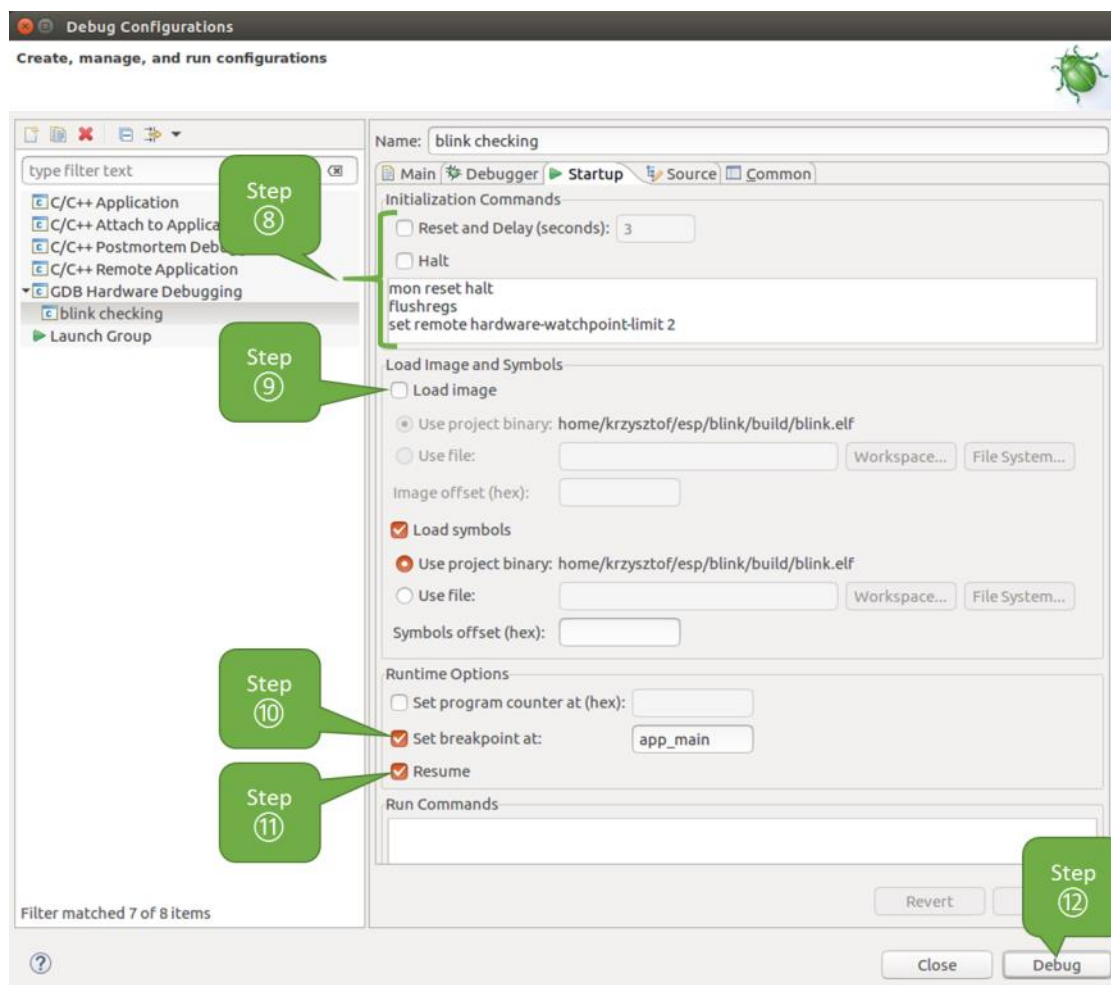 Debug Configurations
Create, manage, and run configurations
type filter text
C/C++ Application
C/C++ Attach to Applica
C/C++ Postmortem Debu
C/C++ Remote Application
GDB Hardware Debugging
blink checking
Launch Group
Filter matched 7 of 8 items
Step
⑧
Step
⑨
Step
⑩
Step
⑪
Name: blink checking
Main Debugger Startup Source Common
Initialization Commands
Reset and Delay (seconds): 3
Halt
mon reset halt
flushregs
set remote hardware-watchpoint-limit 2
Load Image and Symbols
Load image
Use project binary: home/krzysztof/esp/blink/build/blink.elf
Use file: Workspace... File System...
Image offset (hex):
Load symbols
Use project binary: home/krzysztof/esp/blink/build/blink.elf
Use file: Workspace... File System...
Symbols offset (hex):
Runtime Options
Set program counter at (hex):
Set breakpoint at: app_main
Resume
Run Commands
Step
⑫
Revert
Close Debug